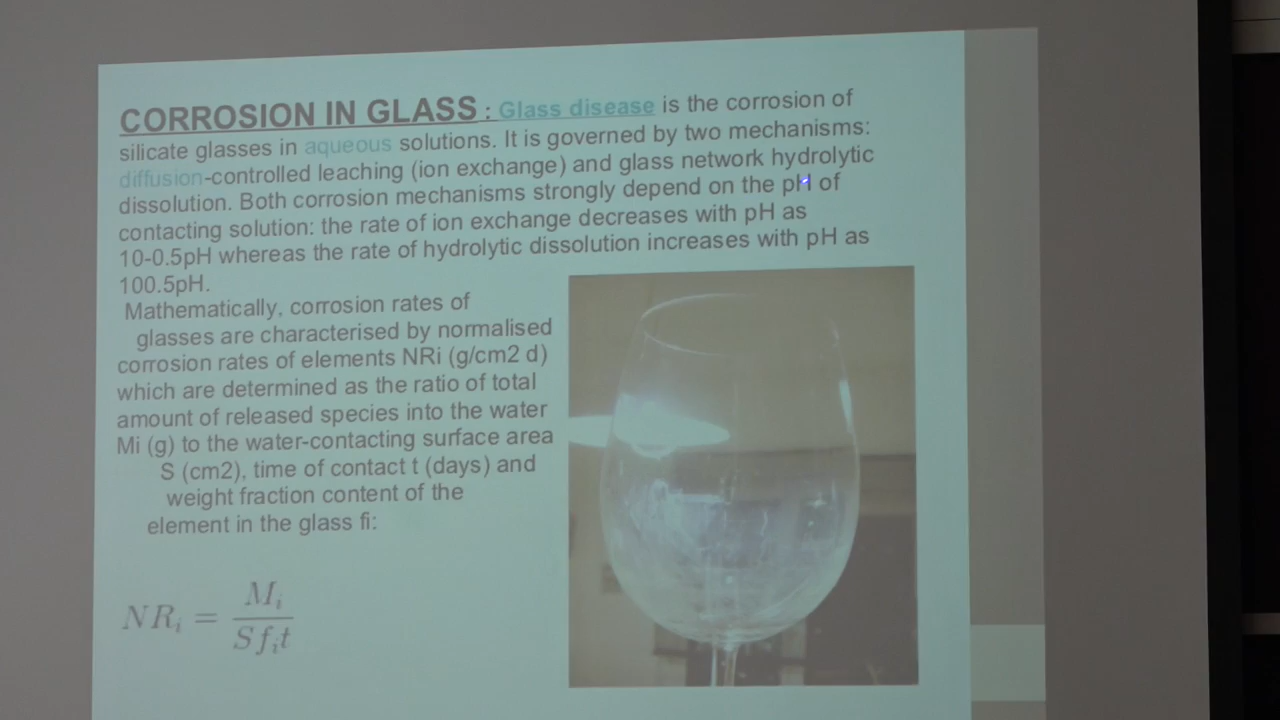 CORROSION IN GLASS : Glass disease is the corrosion of
silicate glasses in aqueous solutions. It is governed by two mechanisms:
diffusion-controlled leaching (ion exchange) and glass network hydrolytic
dissolution. Both corrosion mechanisms strongly depend on the pH of
contacting solution: the rate of ion exchange decreases with pH as
10-0.5pH whereas the rate of hydrolytic dissolution increases with pH as
100.5pH.
Mathematically, corrosion rates of
glasses are characterised by normalised
corrosion rates of elements NRi (g/cm2 d)
which are determined as the ratio of total
amount of released species into the water
Mi (g) to the water-contacting surface area
S (cm2), time of contact t (days) and
weight fraction content of the
element in the glass fi:
NRᵢ = Mᵢ / Sfᵢt